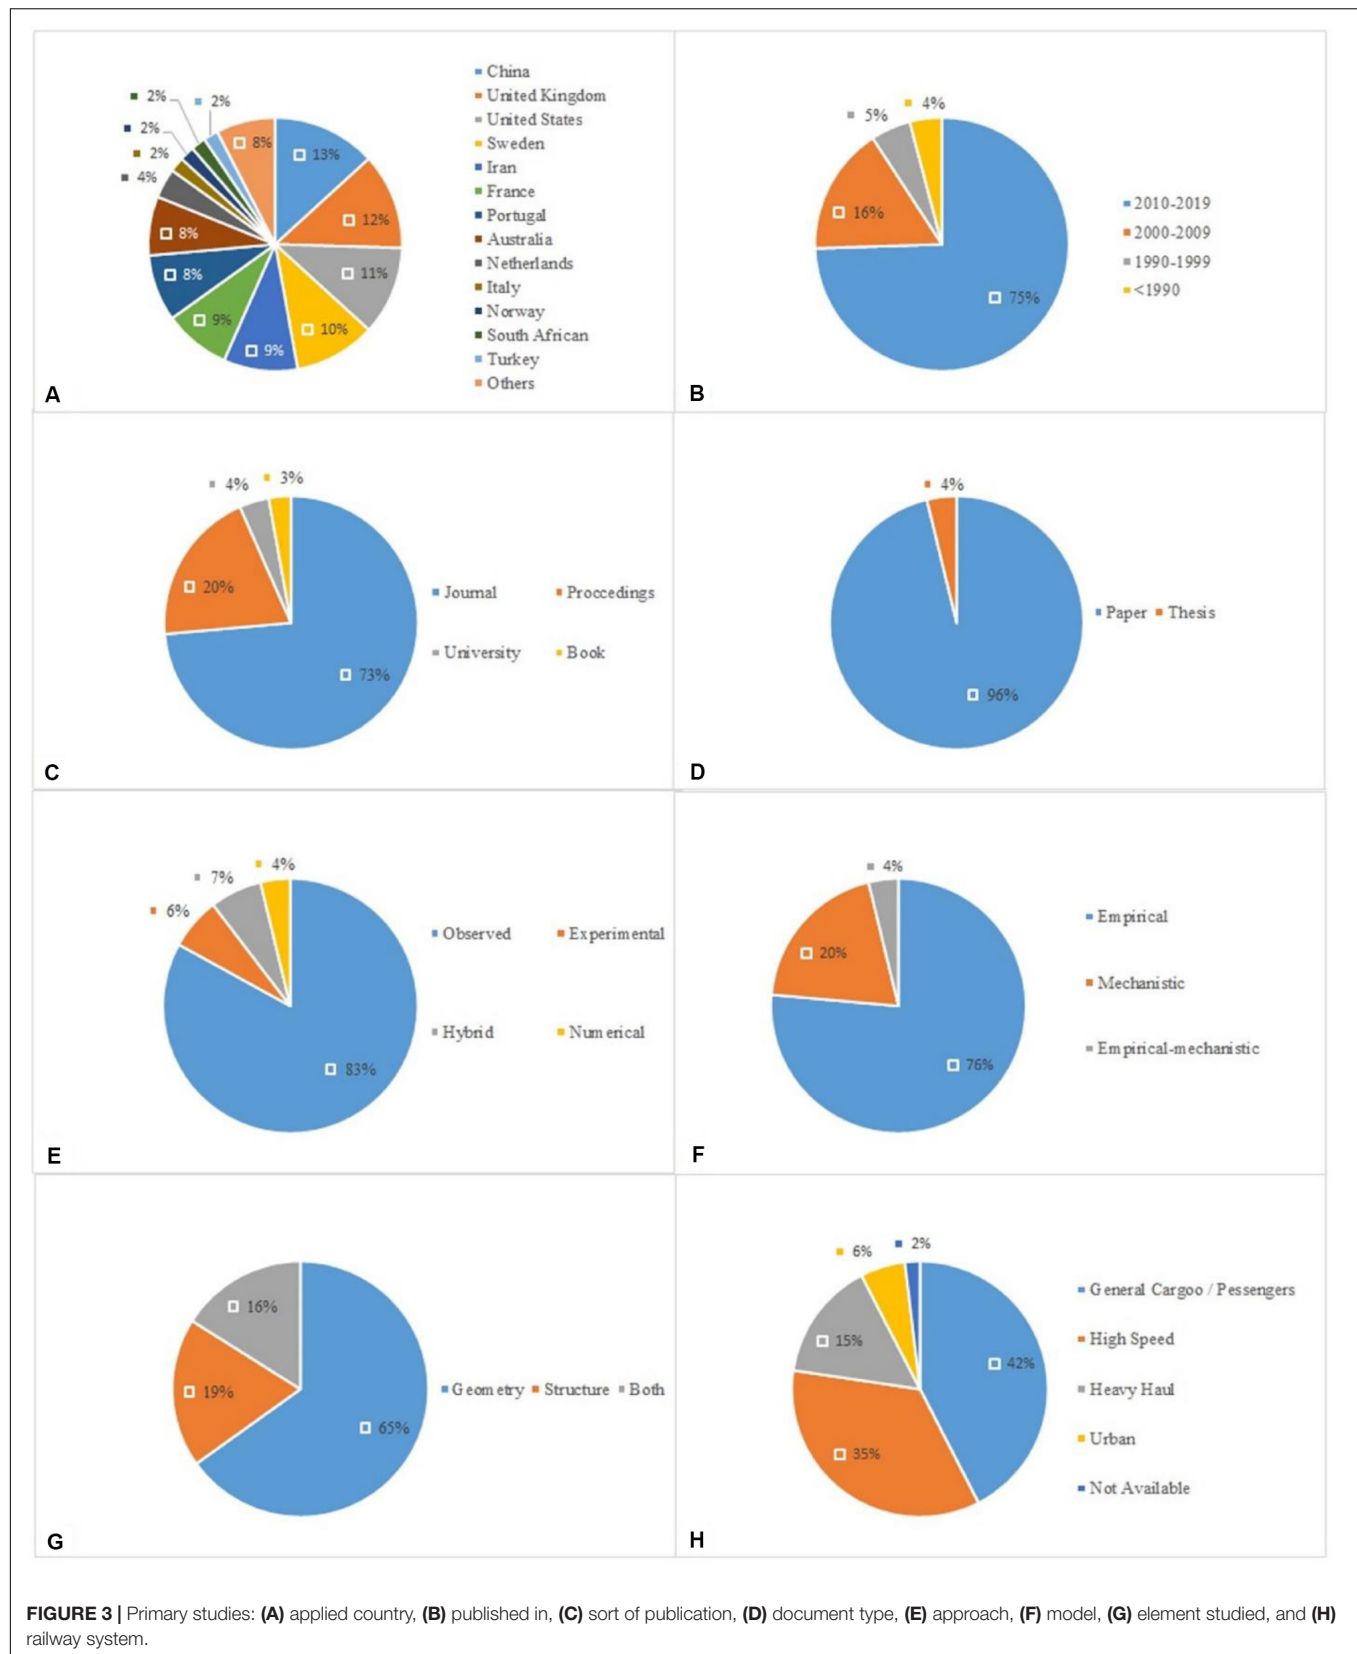 2%
2%
2%
2%
4%
8%
8%
9%
9%
10%
11%
12%
13%
8%
China
United Kingdom
United States
Sweden
Iran
France
Portugal
Australia
Netherlands
Italy
Norway
South African
Turkey
Others
A
5%
4%
16%
75%
2010-2019
2000-2009
1990-1999
<1990
B
4%
3%
20%
73%
Journal
Proccedings
University
Book
C
4%
96%
Paper
Thesis
D
4%
7%
6%
83%
Observed
Experimental
Hybrid
Numerical
E
4%
20%
76%
Empirical
Mechanistic
Empirical-mechanistic
F
16%
19%
65%
Geometry
Structure
Both
G
6%
2%
15%
42%
35%
General Cargoo / Pessengers
High Speed
Heavy Haul
Urban
Not Available
H
FIGURE 3 | Primary studies: (A) applied country, (B) published in, (C) sort of publication, (D) document type, (E) approach, (F) model, (G) element studied, and (H)
railway system.